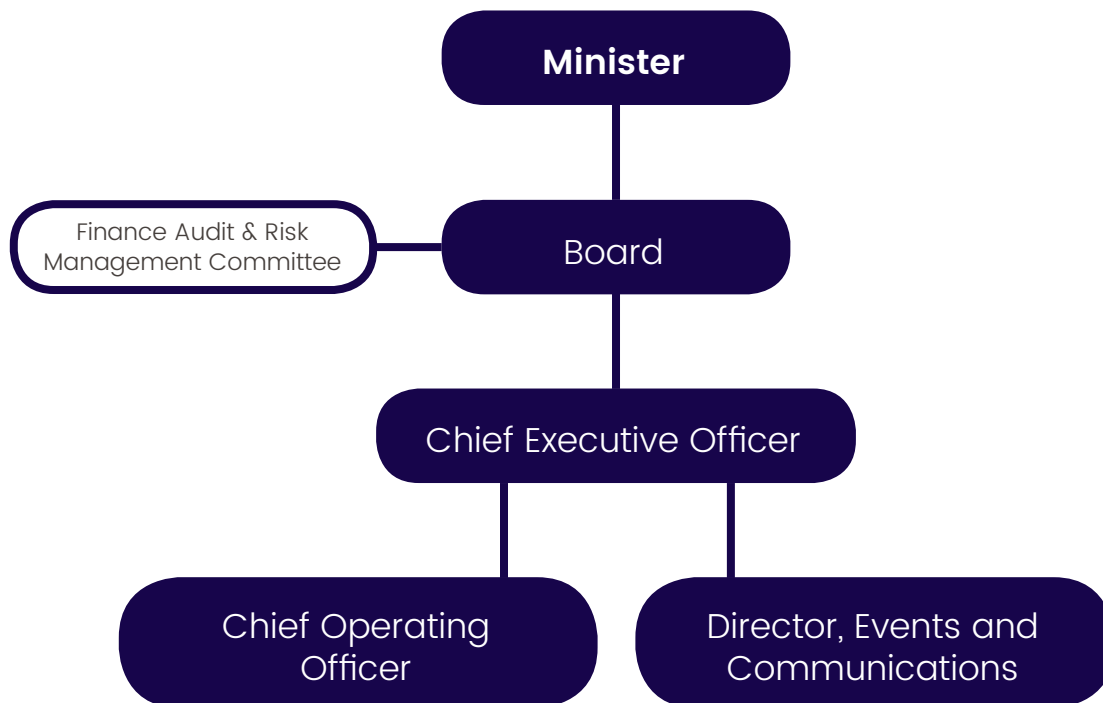 Minister
Finance Audit & Risk
Management Committee
Board
Chief Executive Officer
Chief Operating
Officer
Director, Events and
Communications